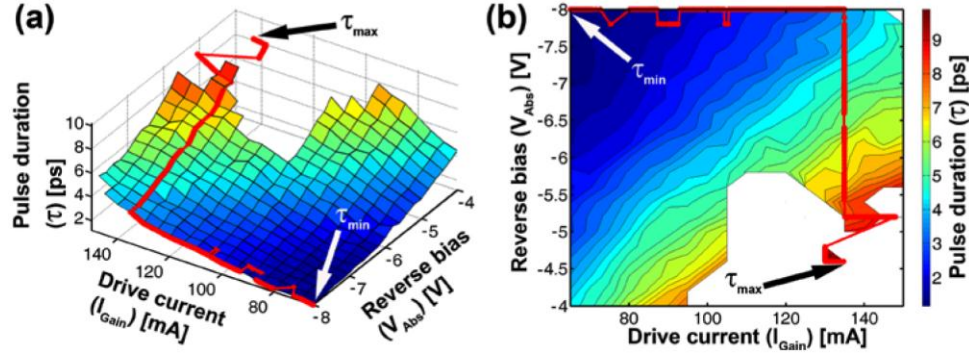 (a)
τmax
10
8
6
4
2
Pulse duration
(τ) [ps]
τmin
140
120
100
80
Drive current
(IGain) [mA]
-4
-5
-6
-7
-8
Reverse bias
(VAbs) [V]
(b)
-8
-7.5
-7
-6.5
-6
-5.5
-5
-4.5
-4
Reverse bias (VAbs) [V]
τmin
τmax
80
100
120
140
Drive current (IGain) [mA]
9
8
7
6
5
4
3
2
Pulse duration (τ) [ps]